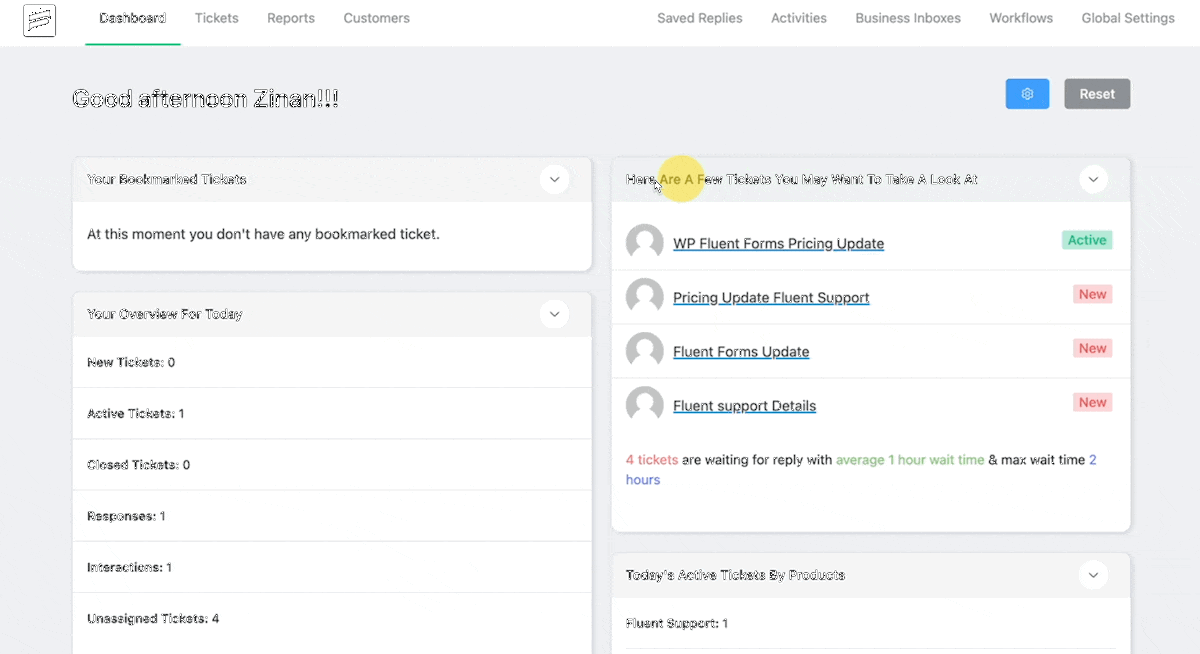 Dashboard Tickets Reports Customers Saved Replies Activities Business Inboxes Workflows Global Settings
Good afternoon Zinan!!!
Reset
Your Bookmarked Tickets
At this moment you don't have any bookmarked ticket.
Your Overview For Today
New Tickets: 0
Active Tickets: 1
Closed Tickets: 0
Responses: 1
Interactions: 1
Unassigned Tickets: 4
Here Are A Few Tickets You May Want To Take A Look At
WP Fluent Forms Pricing Update Active
Pricing Update Fluent Support New
Fluent Forms Update New
Fluent support Details New
4 tickets are waiting for reply with average 1 hour wait time & max wait time 2
hours
Today's Active Tickets By Products
Fluent Support: 1